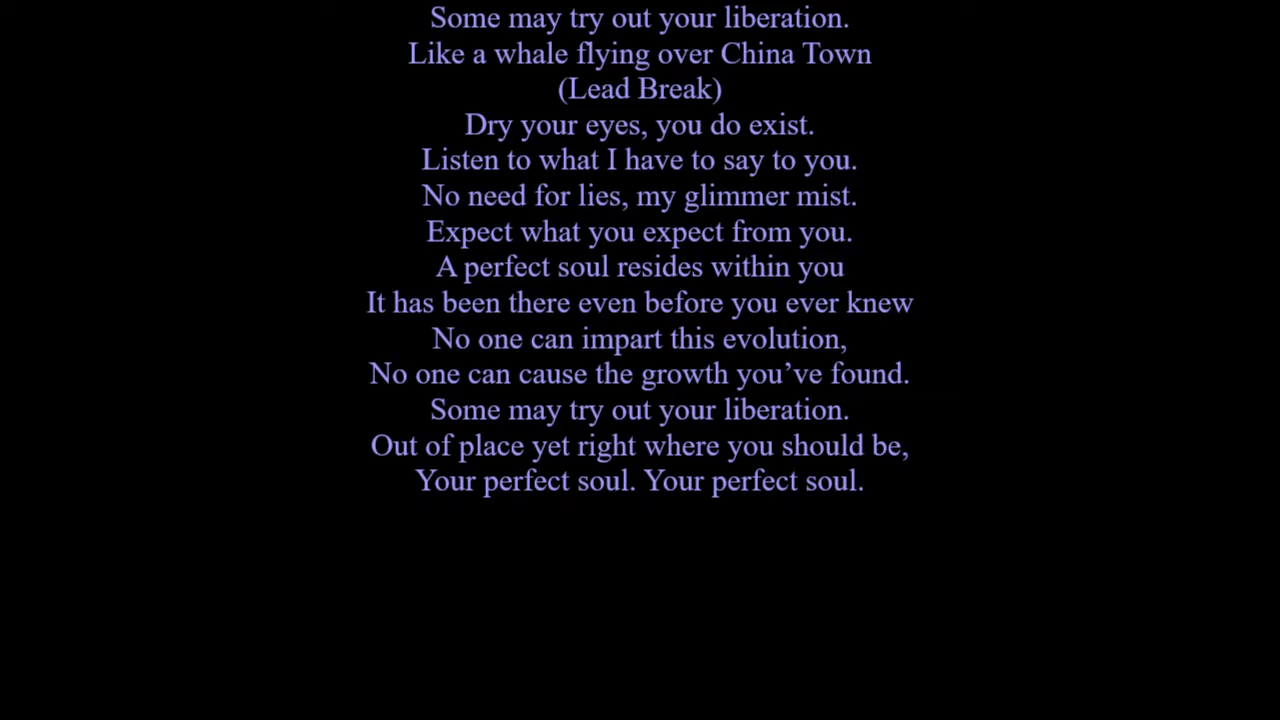 Some may try out your liberation.
Like a whale flying over China Town
(Lead Break)
Dry your eyes, you do exist.
Listen to what I have to say to you.
No need for lies, my glimmer mist.
Expect what you expect from you.
A perfect soul resides within you
It has been there even before you ever knew
No one can impart this evolution,
No one can cause the growth you’ve found.
Some may try out your liberation.
Out of place yet right where you should be,
Your perfect soul. Your perfect soul.